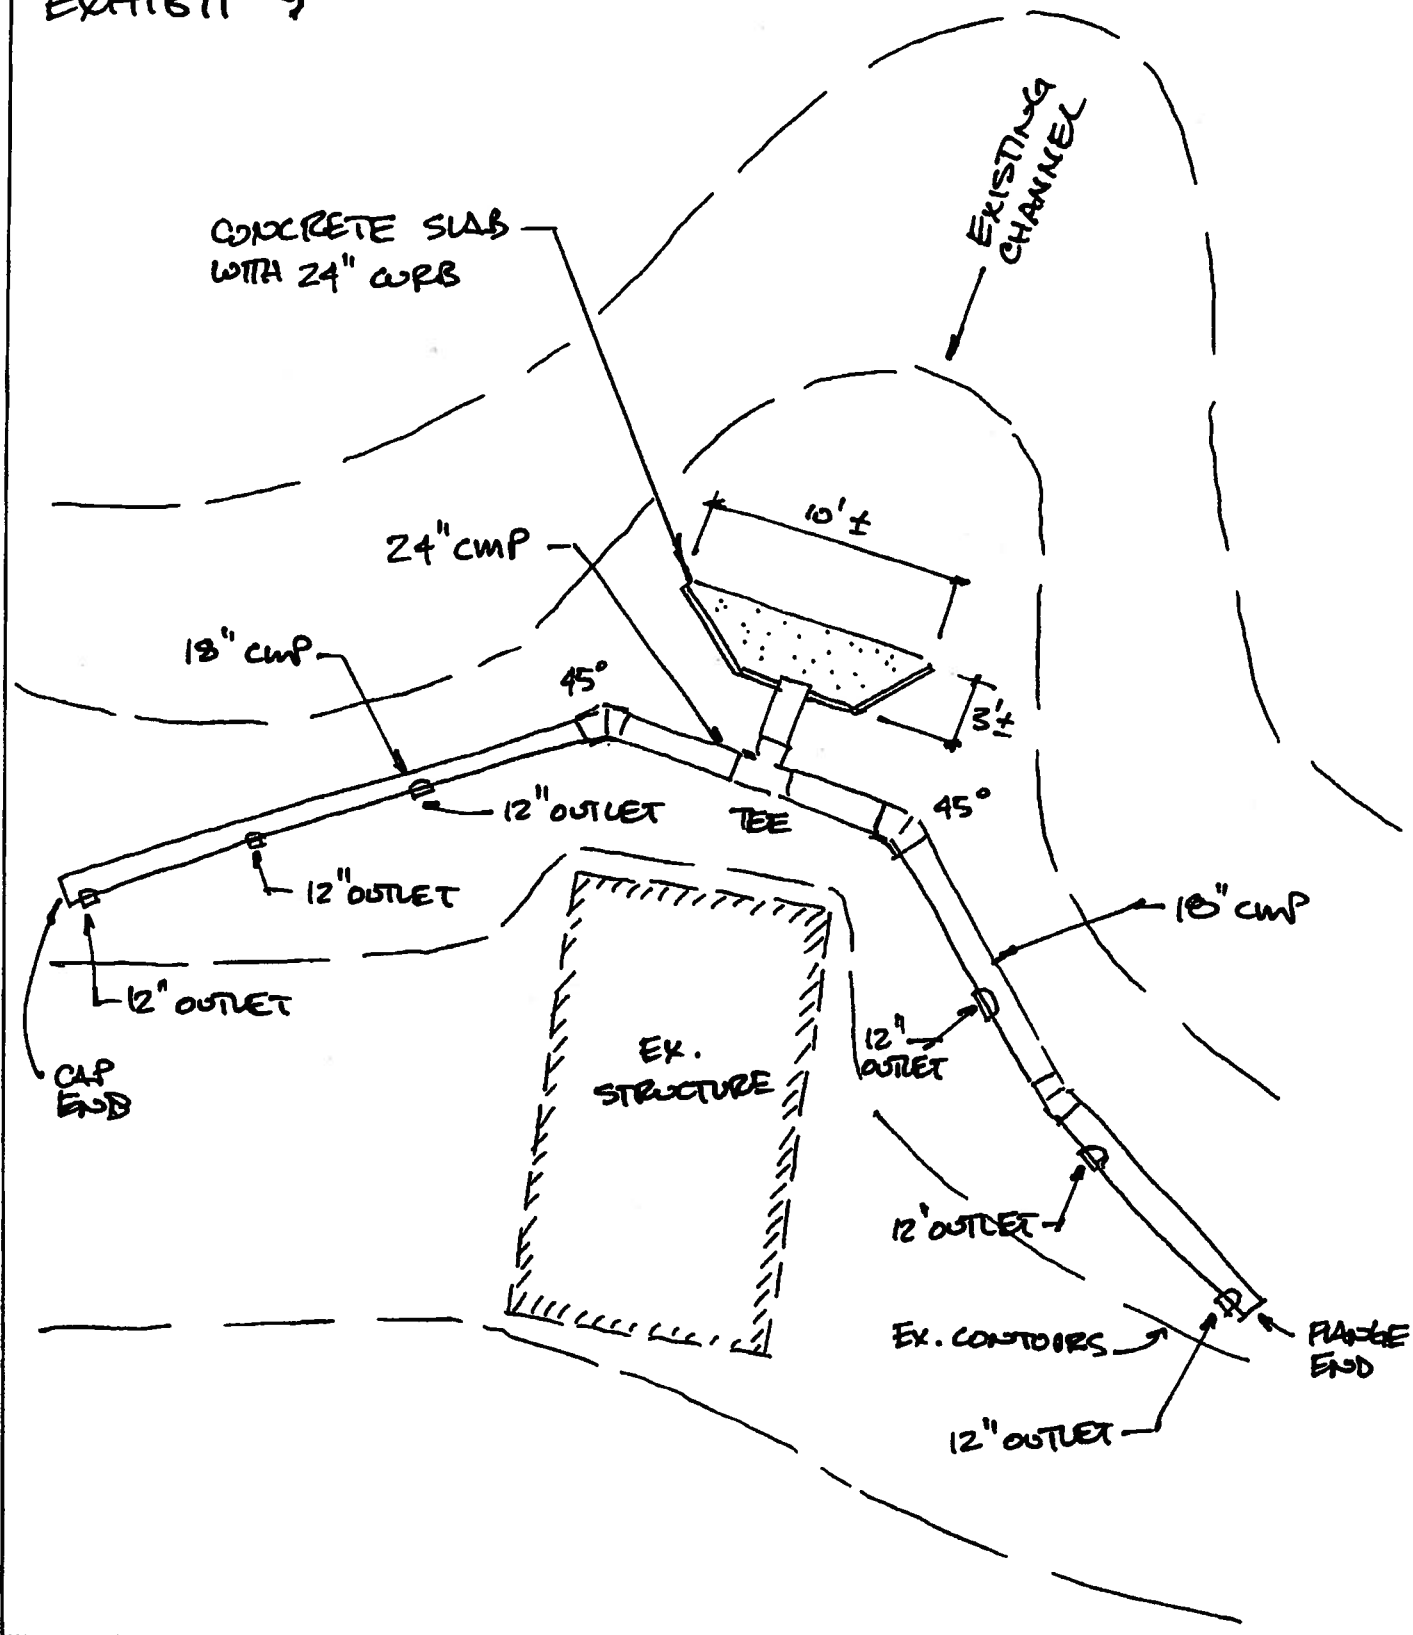 EXHIBIT
EXISTING
CHANNEL
CONCRETE SLAB
WITH 24" CURB
10'±
24" CMP
18" CMP
45°
3'±
12" OUTLET
TEE
45°
12" OUTLET
18" CMP
12" OUTLET
12"
OUTLET
EX.
STRUCTURE
CAP
END
12" OUTLET
EX. CONTOURS
FLANGE
END
12" OUTLET